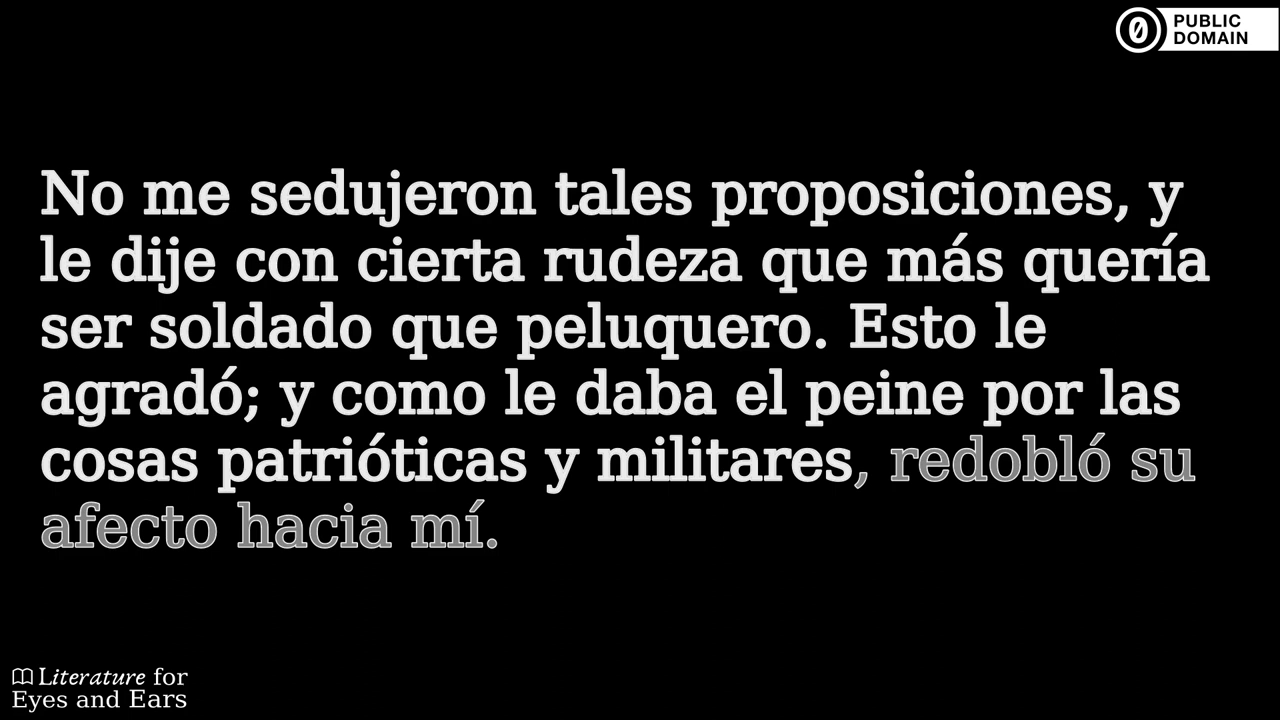 PUBLIC
DOMAIN
No me sedujeron tales proposiciones, y
le dije con cierta rudeza que más quería
ser soldado que peluquero. Esto le
agradó; y como le daba el peine por las
cosas patrióticas y militares, redobló su
afecto hacia mí.
Literature for
Eyes and Ears